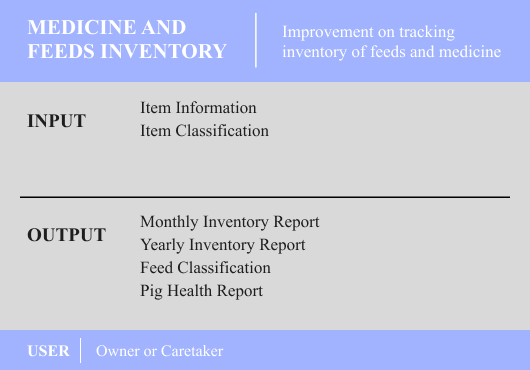 MEDICINE AND
FEEDS INVENTORY
Improvement on tracking
inventory of feeds and medicine
INPUT
Item Information
Item Classification
OUTPUT
Monthly Inventory Report
Yearly Inventory Report
Feed Classification
Pig Health Report
USER
Owner or Caretaker